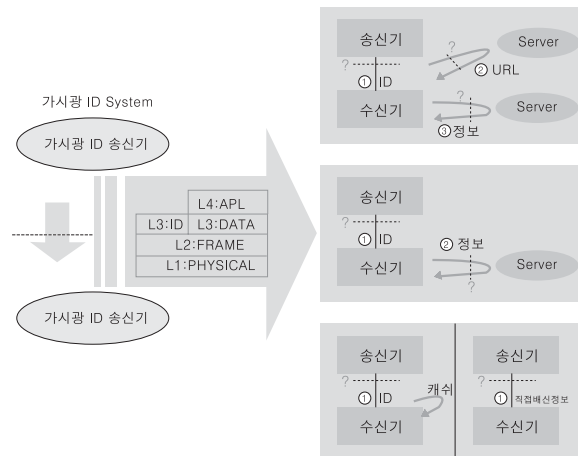 가시광 ID System
가시광 ID 송신기
가시광 ID 송신기
L4:APL
L3:ID L3:DATA
L2:FRAME
L1:PHYSICAL
송신기
?
① ID
수신기
?
② URL
Server
?
③ 정보
Server
송신기
?
① ID
수신기
② 정보
?
Server
송신기
?
① ID
수신기
캐쉬
송신기
?
① 직접배신정보
수신기